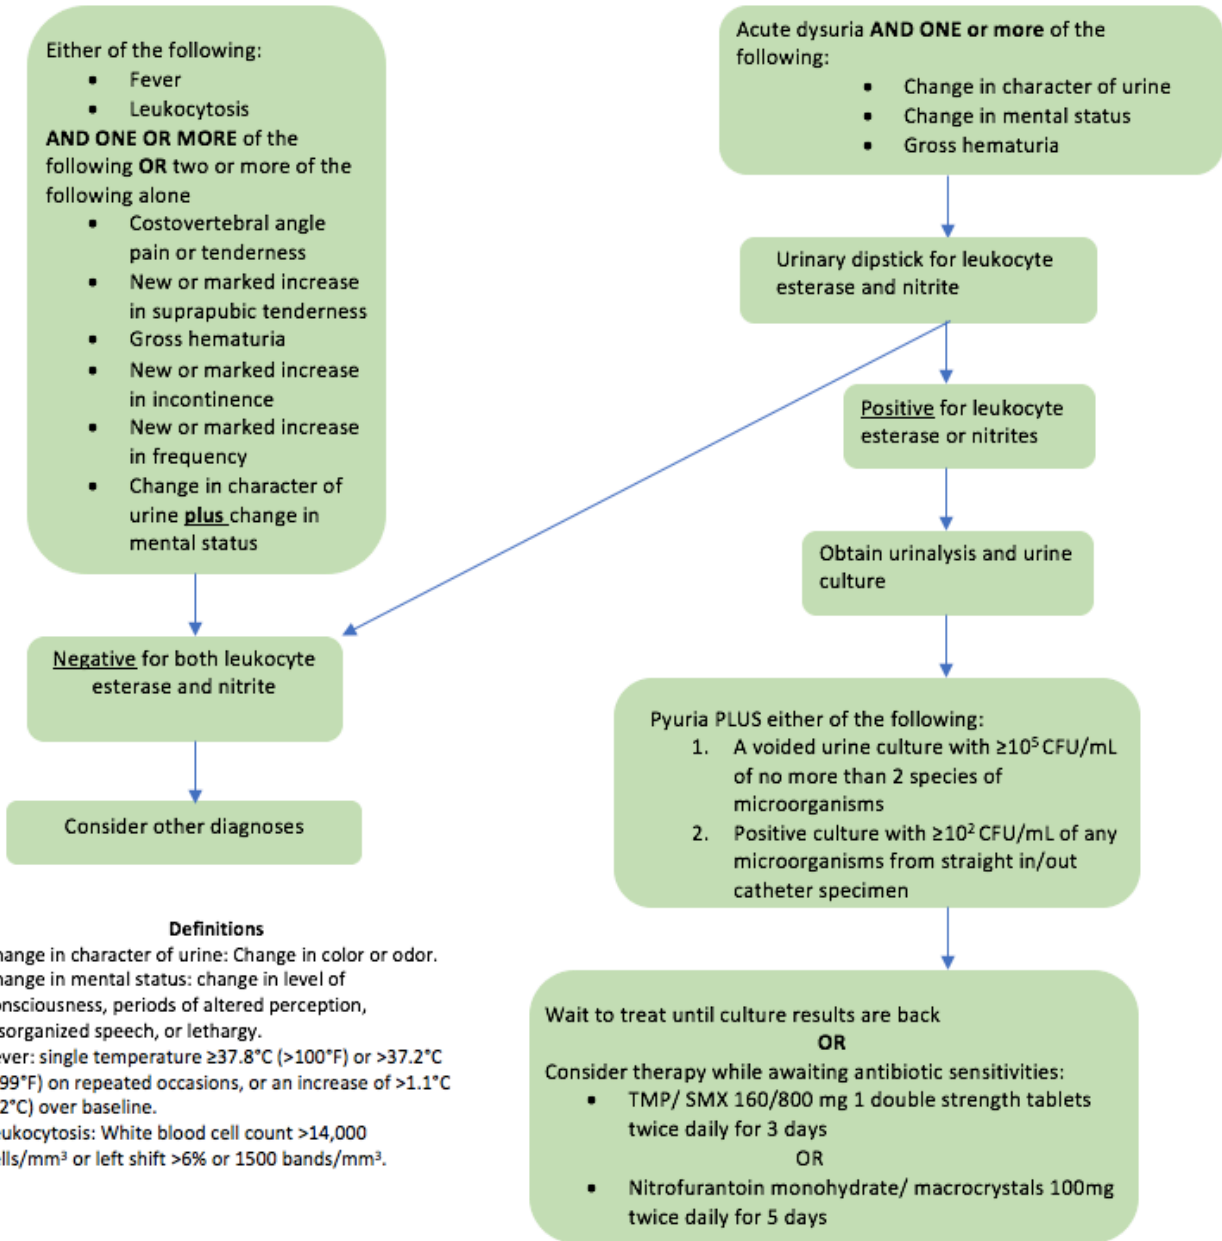 Either of the following:
• Fever
• Leukocytosis
AND ONE OR MORE of the
following OR two or more of the
following alone
• Costovertebral angle
pain or tenderness
• New or marked increase
in suprapubic tenderness
• Gross hematuria
• New or marked increase
in incontinence
• New or marked increase
in frequency
• Change in character of
urine plus change in
mental status
Negative for both leukocyte
esterase and nitrite
Consider other diagnoses
Acute dysuria AND ONE or more of the
following:
• Change in character of urine
• Change in mental status
• Gross hematuria
Urinary dipstick for leukocyte
esterase and nitrite
Positive for leukocyte
esterase or nitrites
Obtain urinalysis and urine
culture
Pyuria PLUS either of the following:
1. A voided urine culture with ≥10⁵ CFU/mL
of no more than 2 species of
microorganisms
2. Positive culture with ≥10² CFU/mL of any
microorganisms from straight in/out
catheter specimen
Wait to treat until culture results are back
OR
Consider therapy while awaiting antibiotic sensitivities:
• TMP/ SMX 160/800 mg 1 double strength tablets
twice daily for 3 days
OR
• Nitrofurantoin monohydrate/ macrocrystals 100mg
twice daily for 5 days
Definitions
hange in character of urine: Change in color or odor.
hange in mental status: change in level of
onsciousness, periods of altered perception,
sorganized speech, or lethargy.
ever: single temperature ≥37.8°C (>100°F) or >37.2°C
99°F) on repeated occasions, or an increase of >1.1°C
2°C) over baseline.
eukocytosis: White blood cell count >14,000
ells/mm³ or left shift >6% or 1500 bands/mm³.